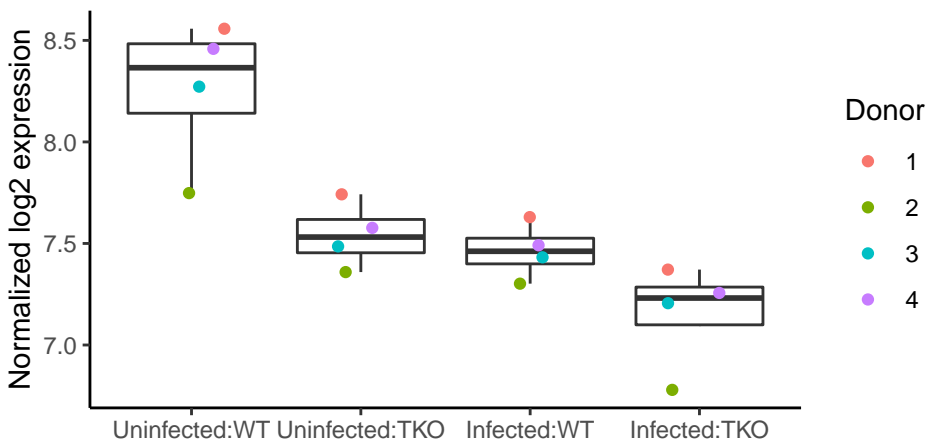 Normalized log2 expression
8.5
8.0
7.5
7.0
Uninfected:WT Uninfected:TKO Infected:WT Infected:TKO
Donor
1
2
3
4